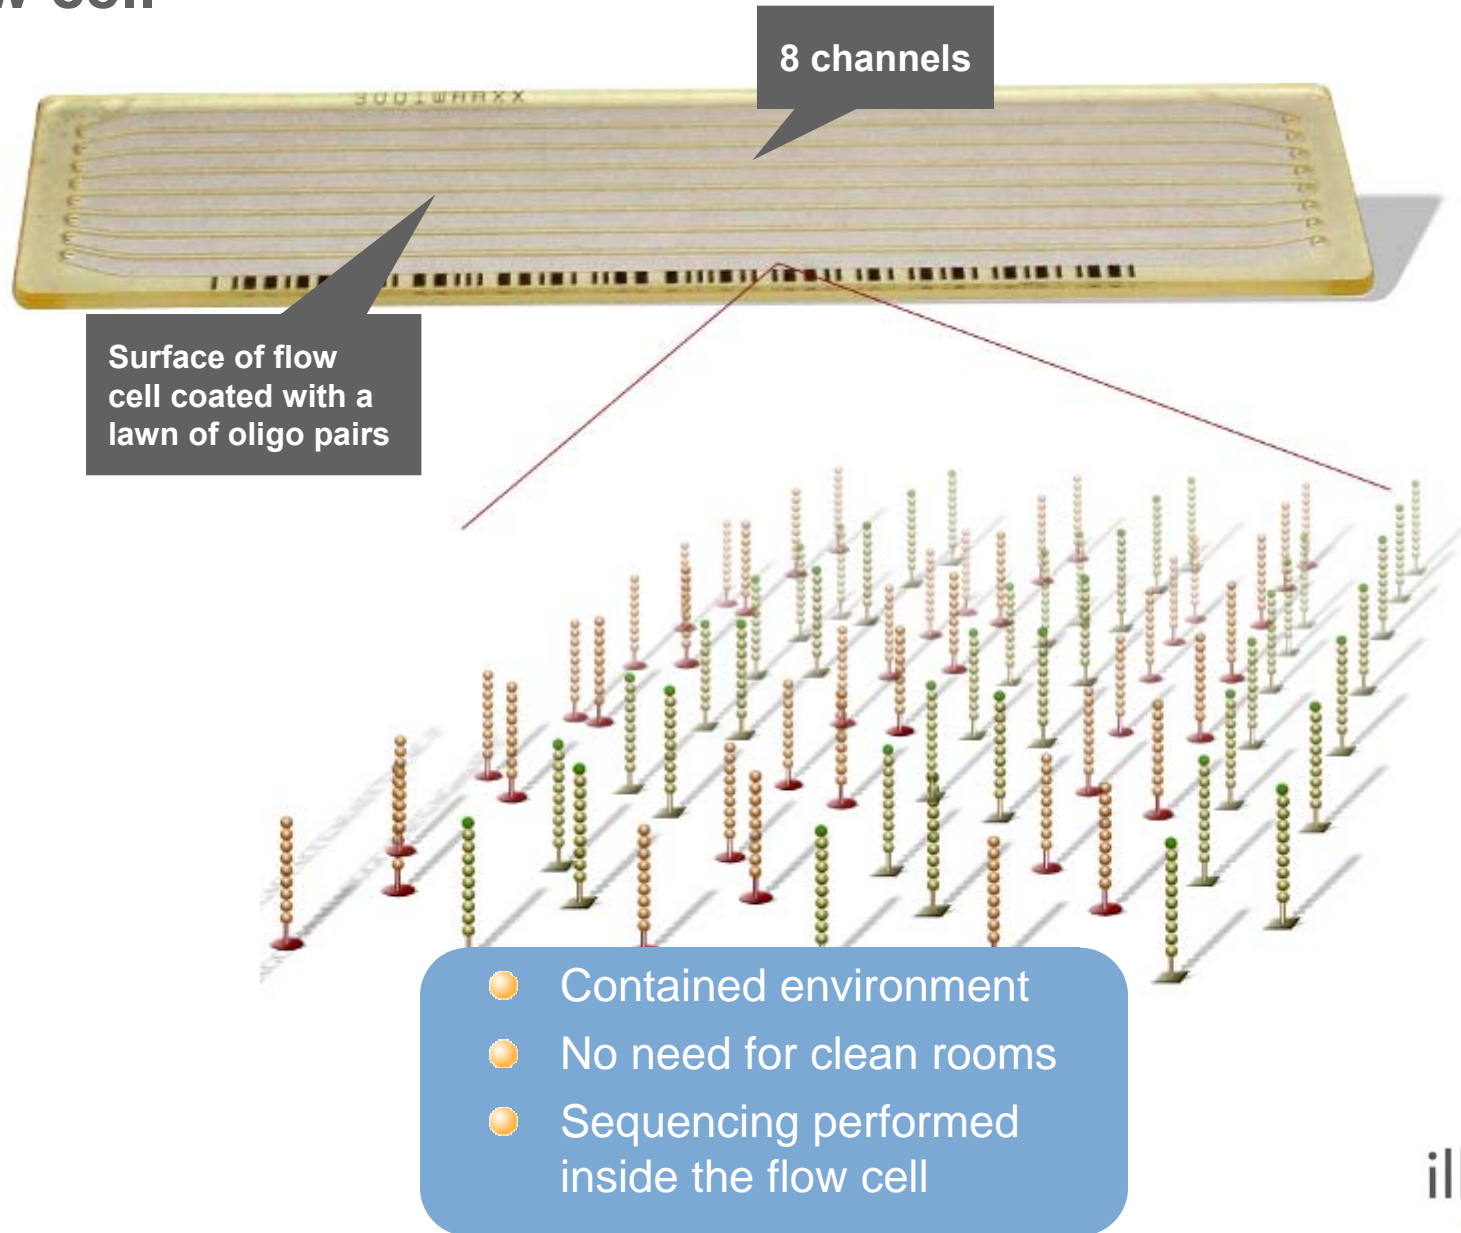 cell
8 channels
Surface of flow
cell coated with a
lawn of oligo pairs
Contained environment
No need for clean rooms
Sequencing performed
inside the flow cell